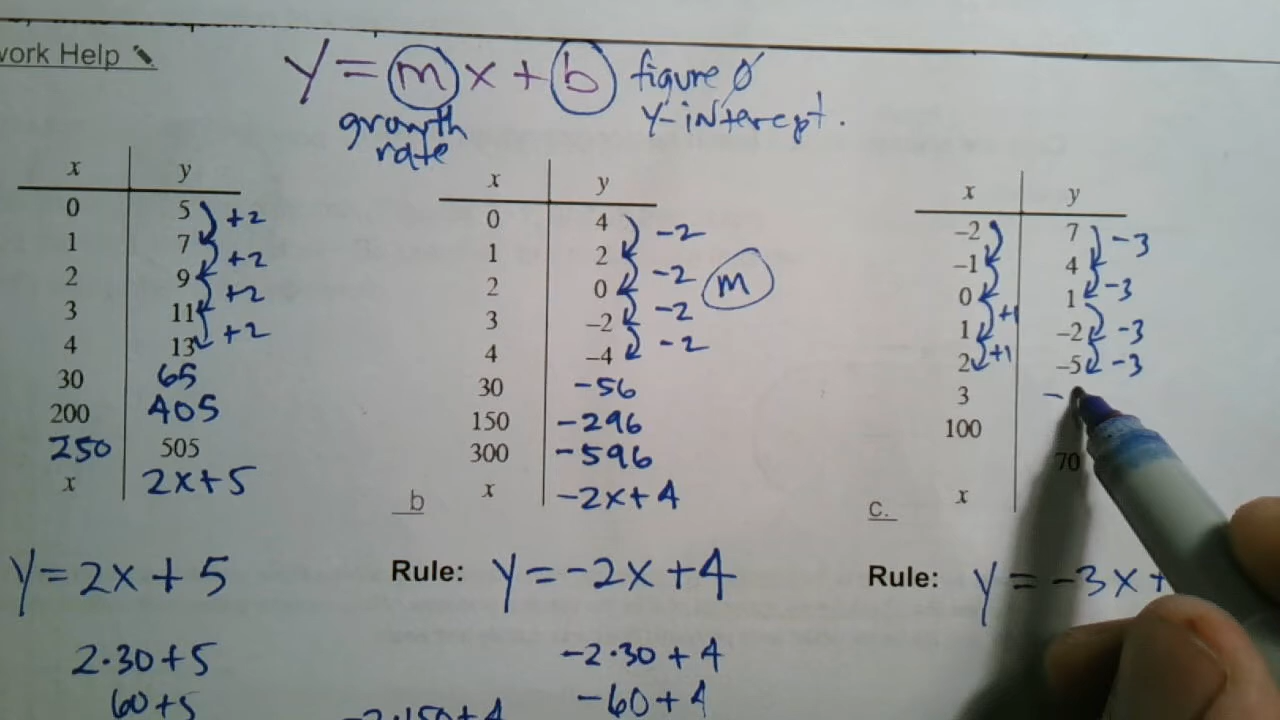 work Help
y = mx + b figure 0
growth rate y-intercept.
x y
0 5
1 7
2 9
3 11
4 13
30 65
200 405
250 505
x 2x+5
+2
+2
+2
+2
y = 2x + 5
2·30+5
60+5
x y
0 4
1 2
2 0
3 –2
4 –4
30 -56
150 -296
300 -596
x -2x+4
-2
-2
-2
-2
m
b
Rule: y = -2x + 4
-2·30 + 4
-60 + 4
-2·150 + 4
x y
–2 7
–1 4
0 1
1 –2
2 –5
3 -
100
70
x
+1
+1
-3
-3
-3
-3
c.
Rule: y = -3x +